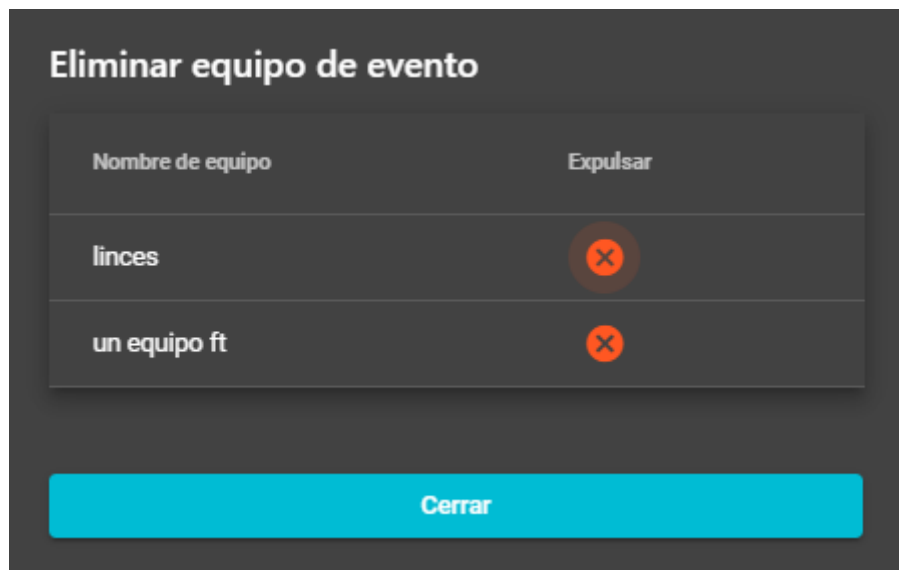 Eliminar equipo de evento
Nombre de equipo Expulsar
linces
un equipo ft
Cerrar